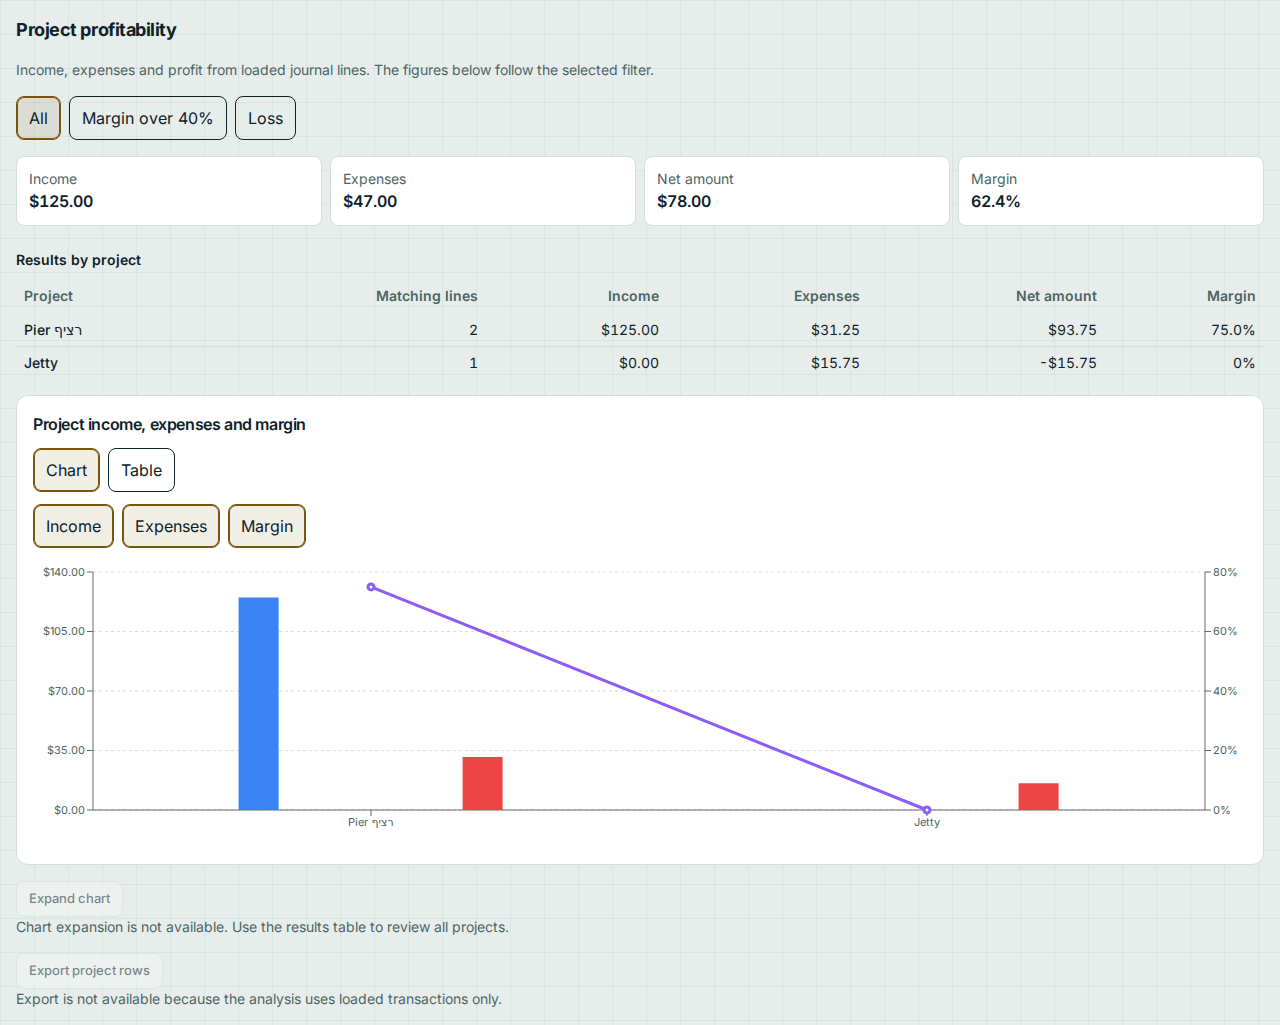 Project profitability
Income, expenses and profit from loaded journal lines. The figures below follow the selected filter.
All Margin over 40% Loss
Income Expenses Net amount Margin
$125.00 $47.00 $78.00 62.4%
Results by project
Project Matching lines Income Expenses Net amount Margin
Pier רציף 2 $125.00 $31.25 $93.75 75.0%
Jetty 1 $0.00 $15.75 -$15.75 0%
Project income, expenses and margin
Chart Table
Income Expenses Margin
$140.00 80%
$105.00 60%
$70.00 40%
$35.00 20%
$0.00 0%
Pier רציף Jetty
Expand chart
Chart expansion is not available. Use the results table to review all projects.
Export project rows
Export is not available because the analysis uses loaded transactions only.